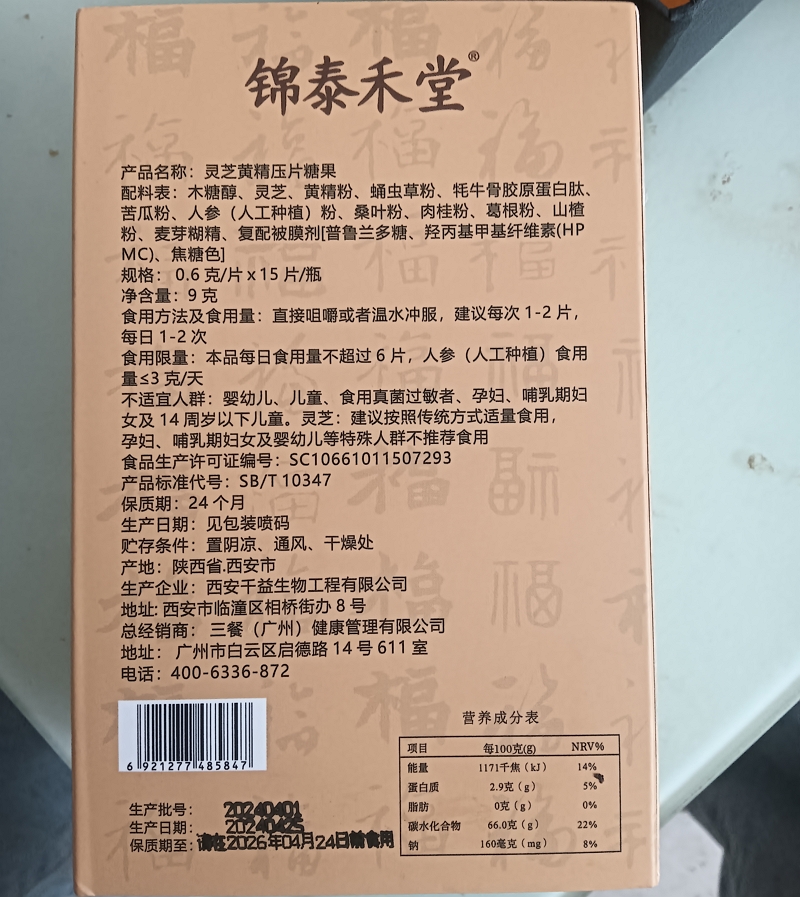 锦泰禾堂®
产品名称：灵芝黄精压片糖果
配料表：木糖醇、灵芝、黄精粉、蛹虫草粉、牦牛骨胶原蛋白肽、
苦瓜粉、人参（人工种植）粉、桑叶粉、肉桂粉、葛根粉、山楂
粉、麦芽糊精、复配被膜剂[普鲁兰多糖、羟丙基甲基纤维素(HP
MC)、焦糖色]
规格：0.6克/片x15片/瓶
净含量：9克
食用方法及食用量：直接咀嚼或者温水冲服，建议每次1-2片，
每日1-2次
食用限量：本品每日食用量不超过6片，人参（人工种植）食用
量≤3克/天
不适宜人群：婴幼儿、儿童、食用真菌过敏者、孕妇、哺乳期妇
女及14周岁以下儿童。灵芝：建议按照传统方式适量食用，
孕妇、哺乳期妇女及婴幼儿等特殊人群不推荐食用
食品生产许可证编号：SC10661011507293
产品标准代号：SB/T 10347
保质期：24个月
生产日期：见包装喷码
贮存条件：置阴凉、通风、干燥处
产地：陕西省.西安市
生产企业：西安千益生物工程有限公司
地址:西安市临潼区相桥街办8号
总经销商：三餐（广州）健康管理有限公司
地址：广州市白云区启德路14号611室
电话：400-6336-872
6 921277 485847
生产批号：20240401
生产日期：20240425
保质期至：请在2026年04月24日前食用
营养成分表
项目 每100克(g) NRV%
能量 1171千焦（kJ） 14%
蛋白质 2.9克（g） 5%
脂肪 0克（g） 0%
碳水化合物 66.0克（g） 22%
钠 160毫克（mg） 8%